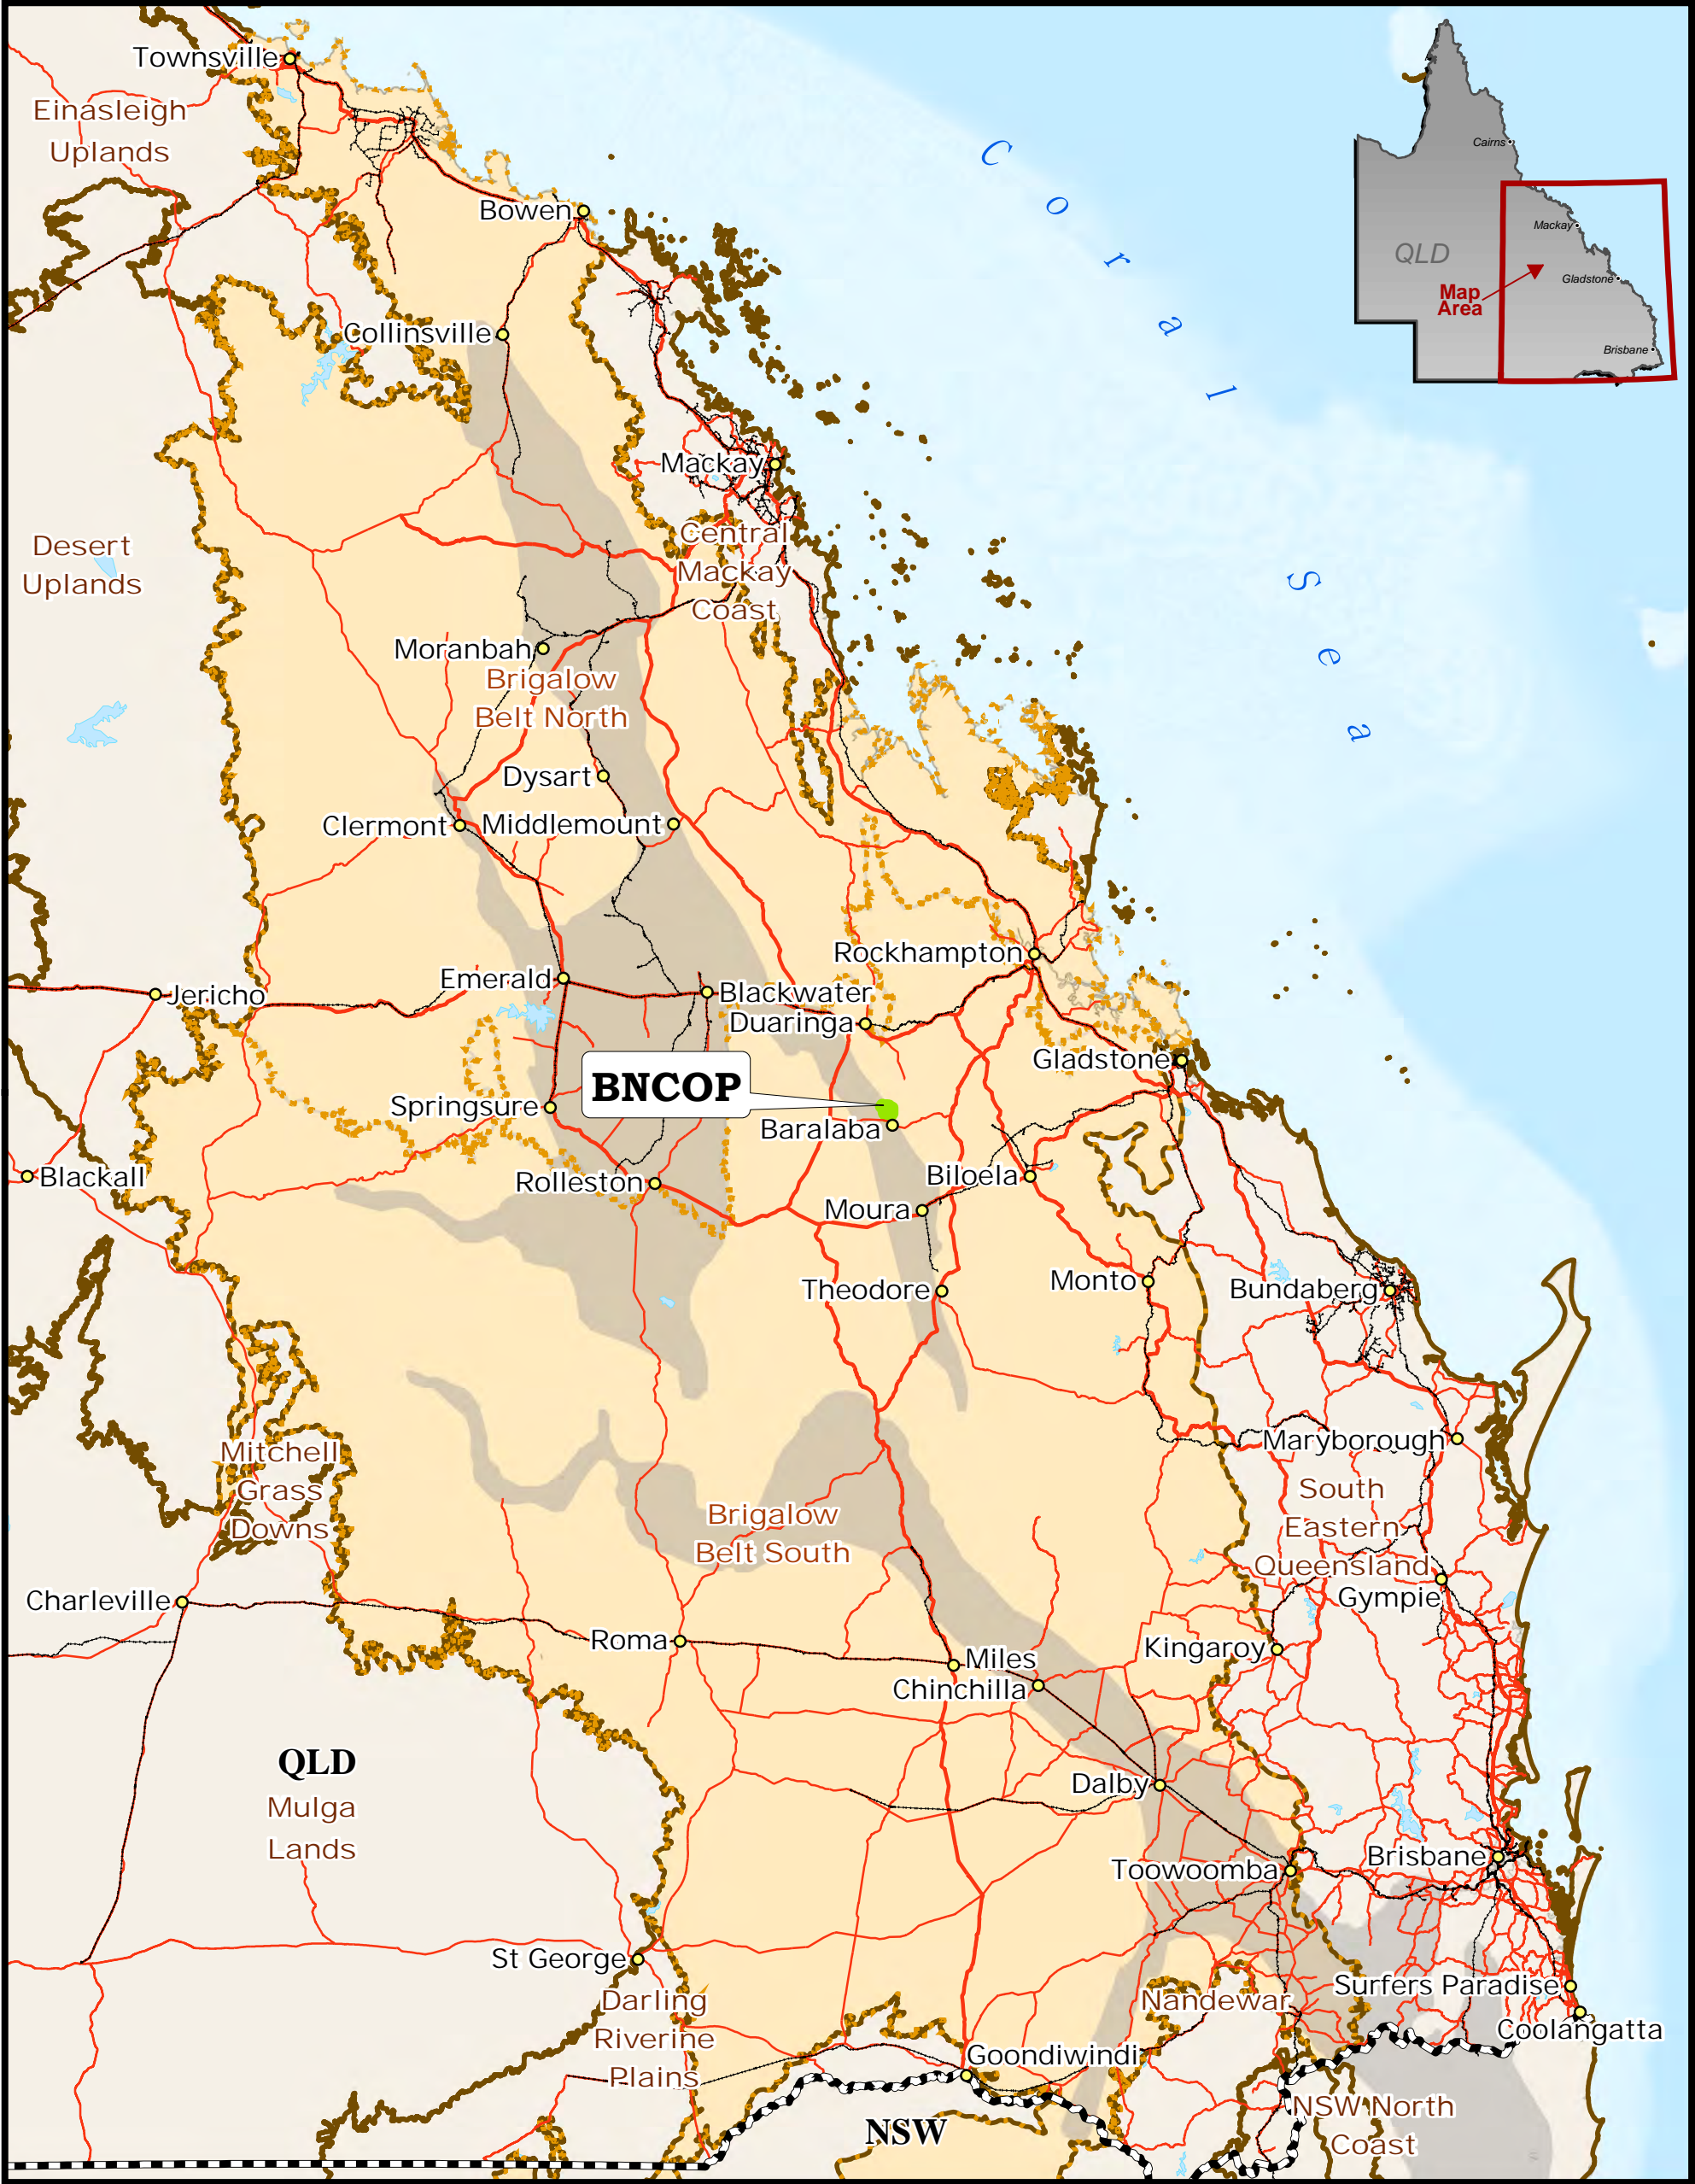 Townsville
Einasleigh
Uplands
Bowen
Collinsville
Coral Sea
Cairns
Mackay
QLD
Gladstone
Map
Area
Brisbane
Mackay
Desert
Uplands
Central
Mackay
Coast
Moranbah
Brigalow
Belt North
Dysart
Clermont
Middlemount
Rockhampton
Emerald
Blackwater
Jericho
Duaringa
Gladstone
BNCOP
Springsure
Baralaba
Blackall
Rolleston
Biloela
Moura
Theodore
Monto
Bundaberg
Mitchell
Grass
Downs
Maryborough
South
Eastern
Queensland
Brigalow
Belt South
Gympie
Charleville
Roma
Kingaroy
Miles
Chinchilla
QLD
Mulga
Lands
Dalby
Toowoomba
Brisbane
St George
Darling
Riverine
Plains
Nandewar
Surfers Paradise
Coolangatta
Goondiwindi
NSW
NSW North
Coast